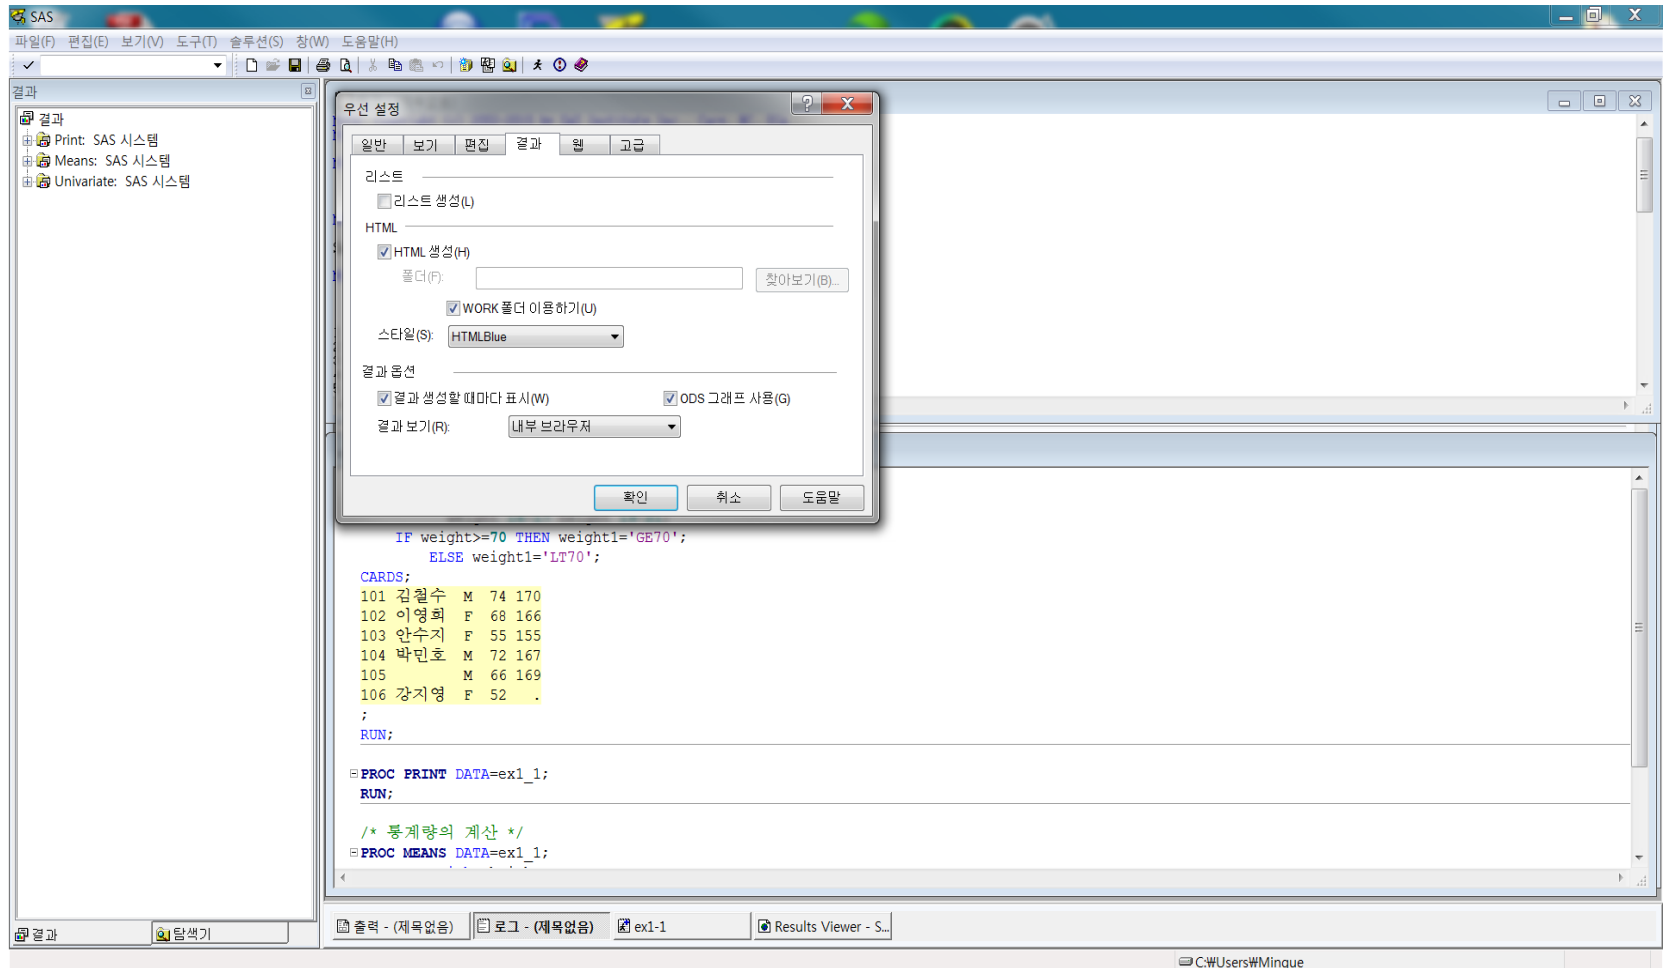 SAS
파일(F) 편집(E) 보기(V) 도구(T) 솔루션(S) 창(W) 도움말(H)
결과
결과
Print: SAS 시스템
Means: SAS 시스템
Univariate: SAS 시스템
우선 설정
일반 보기 편집 결과 웹 고급
리스트
리스트 생성(L)
HTML
HTML 생성(H)
폴더(F):
찾아보기(B)...
WORK 폴더 이용하기(U)
스타일(S): HTMLBlue
결과 옵션
결과 생성할 때마다 표시(W) ODS 그래프 사용(G)
결과 보기(R): 내부 브라우저
확인 취소 도움말
IF weight>=70 THEN weight1='GE70';
ELSE weight1='LT70';
CARDS;
101 김철수 M 74 170
102 이영희 F 68 166
103 안수지 F 55 155
104 박민호 M 72 167
105 M 66 169
106 강지영 F 52 .
;
RUN;
PROC PRINT DATA=ex1_1;
RUN;
/* 통계량의 계산 */
PROC MEANS DATA=ex1_1;
결과 탐색기
출력 - (제목없음) 로그 - (제목없음) ex1-1 Results Viewer - S...
C:₩Users₩Mingue